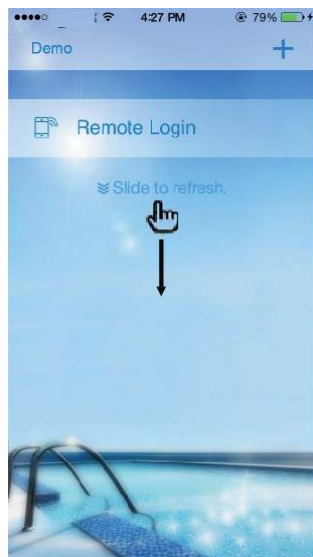 4:27 PM
79%
Demo
+
Remote Login
Slide to refresh.